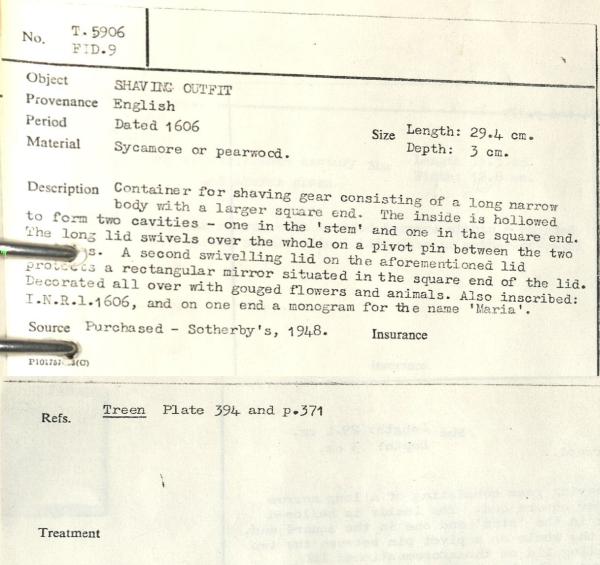 No. T.5906
FID.9
Object SHAVING OUTFIT
Provenance English
Period Dated 1606
Size Length: 29.4 cm.
Depth: 3 cm.
Material Sycamore or pearwood.
Description Container for shaving gear consisting of a long narrow
body with a larger square end. The inside is hollowed
to form two cavities - one in the 'stem' and one in the square end.
The long lid swivels over the whole on a pivot pin between the two
s. A second swivelling lid on the aforementioned lid
protects a rectangular mirror situated in the square end of the lid.
Decorated all over with gouged flowers and animals. Also inscribed:
I.N.R.1.1606, and on one end a monogram for the name 'Maria'.
Source Purchased - Sotherby's, 1948. Insurance
Refs. Treen Plate 394 and p.371
Treatment